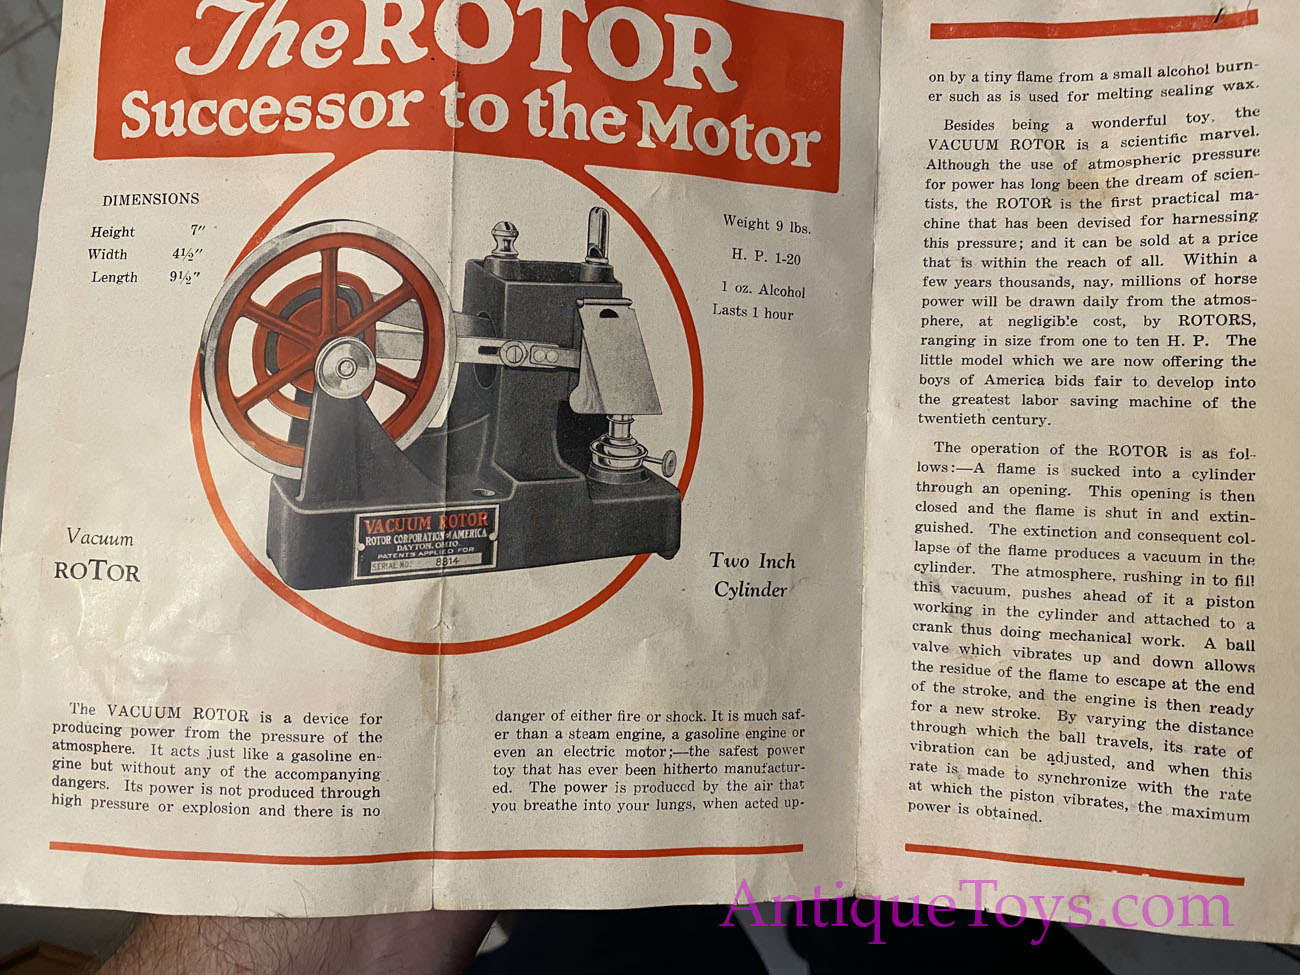 The ROTOR
Successor to the Motor
DIMENSIONS
Height 7"
Width 4½"
Length 9½"
Weight 9 lbs.
H. P. 1-20
1 oz. Alcohol
Lasts 1 hour
VACUUM ROTOR
ROTOR CORPORATION OF AMERICA
DAYTON, OHIO.
PATENTS APPLIED FOR
SERIAL NO. 8814
Vacuum
ROTOR
Two Inch
Cylinder
The VACUUM ROTOR is a device for
producing power from the pressure of the
atmosphere. It acts just like a gasoline en-
gine but without any of the accompanying
dangers. Its power is not produced through
high pressure or explosion and there is no
danger of either fire or shock. It is much saf-
er than a steam engine, a gasoline engine or
even an electric motor;—the safest power
toy that has ever been hitherto manufactur-
ed. The power is produced by the air that
you breathe into your lungs, when acted up-
on by a tiny flame from a small alcohol burn-
er such as is used for melting sealing wax.
Besides being a wonderful toy, the
VACUUM ROTOR is a scientific marvel.
Although the use of atmospheric pressure
for power has long been the dream of scien-
tists, the ROTOR is the first practical ma-
chine that has been devised for harnessing
this pressure; and it can be sold at a price
that is within the reach of all. Within a
few years thousands, nay, millions of horse
power will be drawn daily from the atmos-
phere, at negligible cost, by ROTORS,
ranging in size from one to ten H. P. The
little model which we are now offering the
boys of America bids fair to develop into
the greatest labor saving machine of the
twentieth century.
The operation of the ROTOR is as fol-
lows:—A flame is sucked into a cylinder
through an opening. This opening is then
closed and the flame is shut in and extin-
guished. The extinction and consequent col-
lapse of the flame produces a vacuum in the
cylinder. The atmosphere, rushing in to fill
this vacuum, pushes ahead of it a piston
working in the cylinder and attached to a
crank thus doing mechanical work. A ball
valve which vibrates up and down allows
the residue of the flame to escape at the end
of the stroke, and the engine is then ready
for a new stroke. By varying the distance
through which the ball travels, its rate of
vibration can be adjusted, and when this
rate is made to synchronize with the rate
at which the piston vibrates, the maximum
power is obtained.
AntiqueToys.com